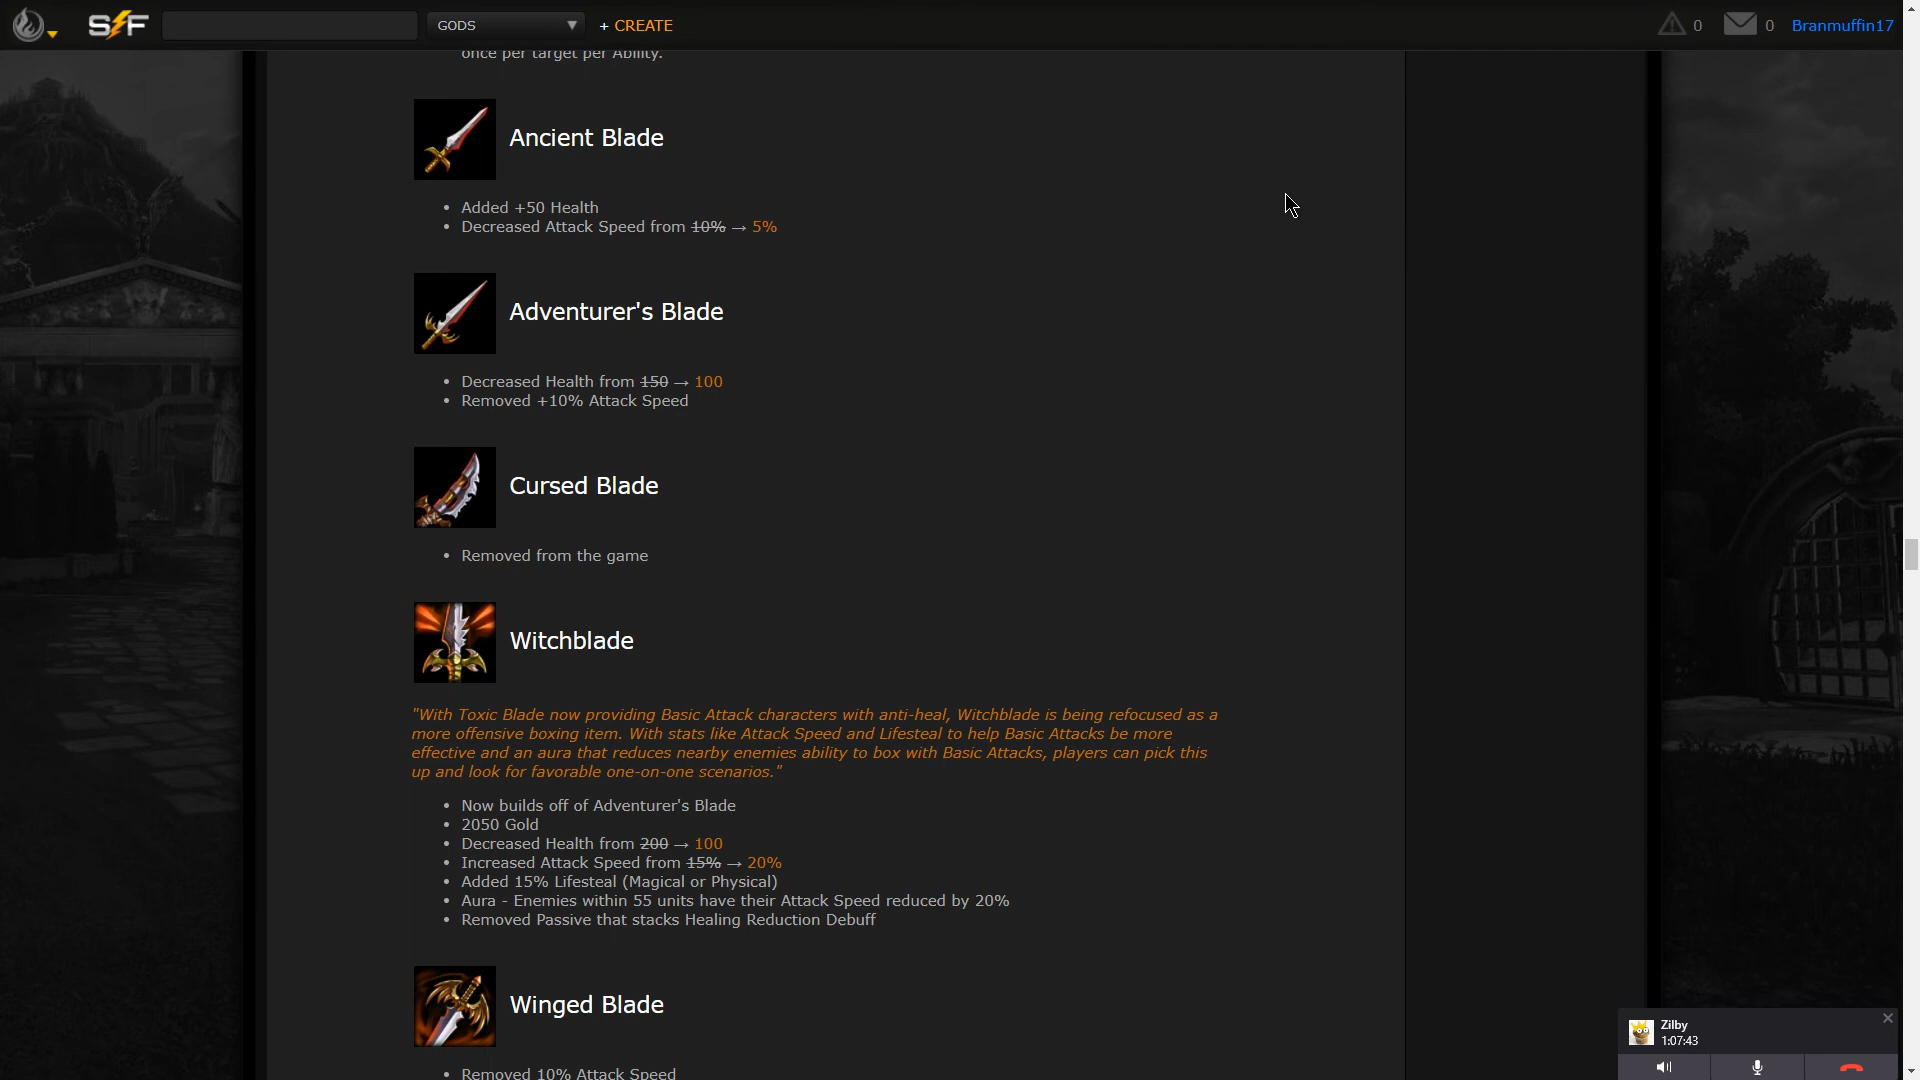 SF
GODS
+ CREATE
0
0
Branmuffin17
once per target per Ability.
Ancient Blade
• Added +50 Health
• Decreased Attack Speed from 10% → 5%
Adventurer's Blade
• Decreased Health from 150 → 100
• Removed +10% Attack Speed
Cursed Blade
• Removed from the game
Witchblade
"With Toxic Blade now providing Basic Attack characters with anti-heal, Witchblade is being refocused as a
more offensive boxing item. With stats like Attack Speed and Lifesteal to help Basic Attacks be more
effective and an aura that reduces nearby enemies ability to box with Basic Attacks, players can pick this
up and look for favorable one-on-one scenarios."
• Now builds off of Adventurer's Blade
• 2050 Gold
• Decreased Health from 200 → 100
• Increased Attack Speed from 15% → 20%
• Added 15% Lifesteal (Magical or Physical)
• Aura - Enemies within 55 units have their Attack Speed reduced by 20%
• Removed Passive that stacks Healing Reduction Debuff
Winged Blade
• Removed 10% Attack Speed
Zilby
1:07:43